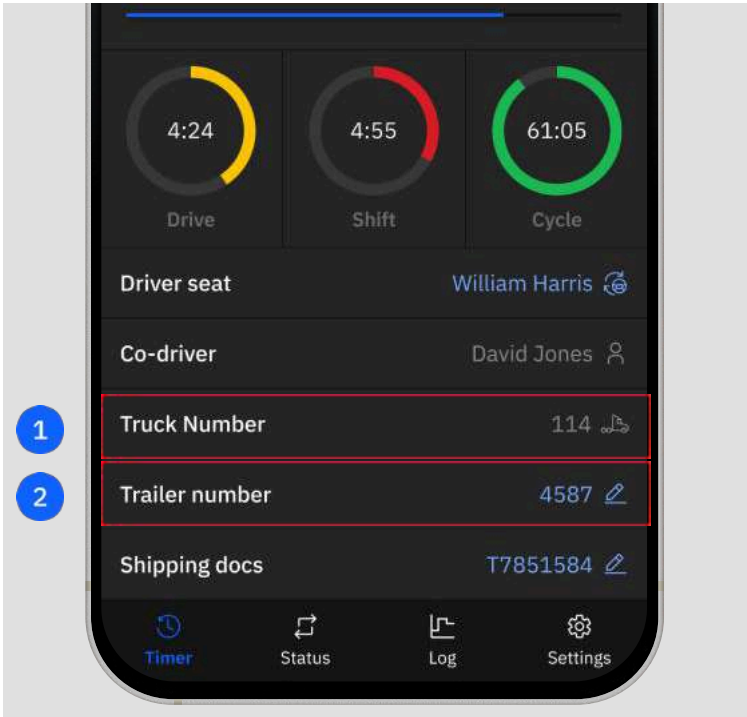 4:24 4:55 61:05
Drive Shift Cycle
Driver seat William Harris
Co-driver David Jones
1 Truck Number 114
2 Trailer number 4587
Shipping docs T7851584
Timer Status Log Settings